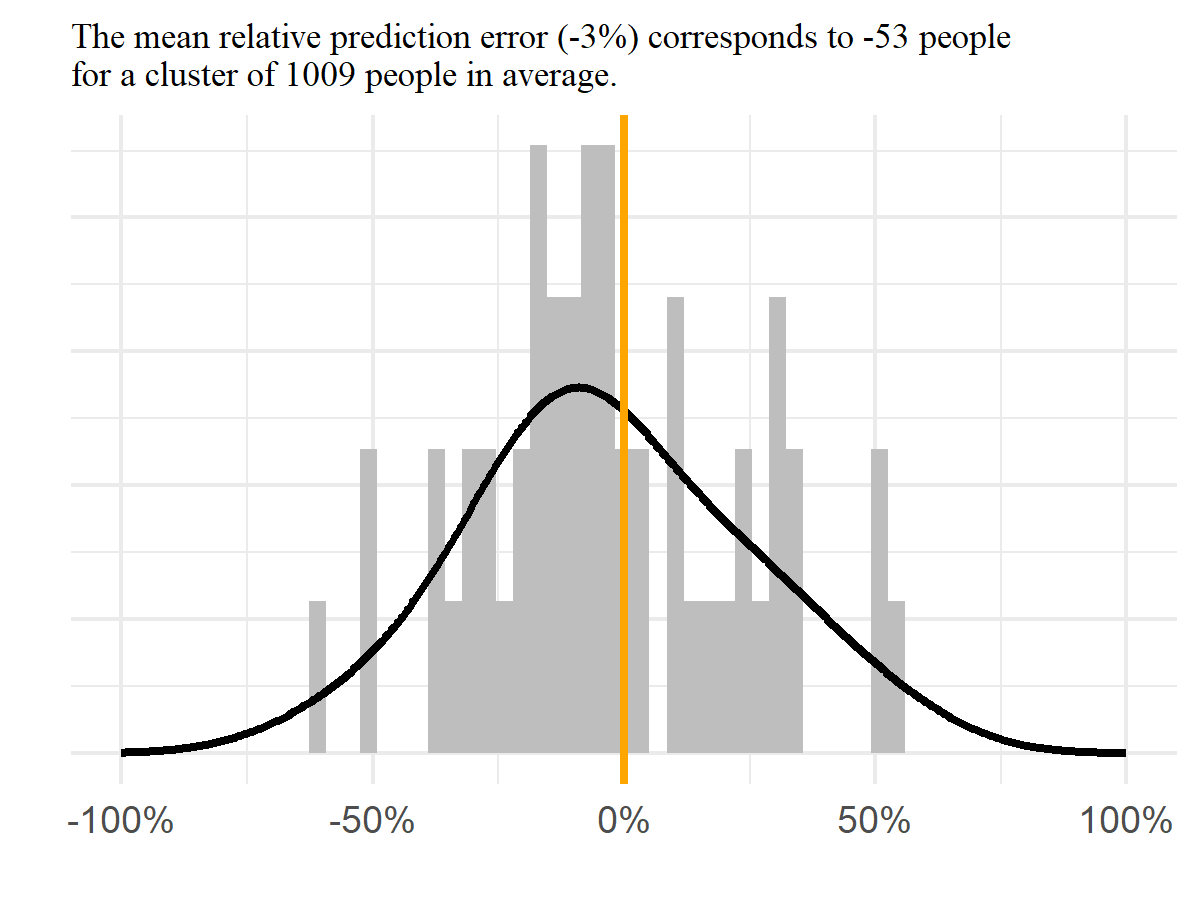 The mean relative prediction error (-3%) corresponds to -53 people
for a cluster of 1009 people in average.
-100% -50% 0% 50% 100%